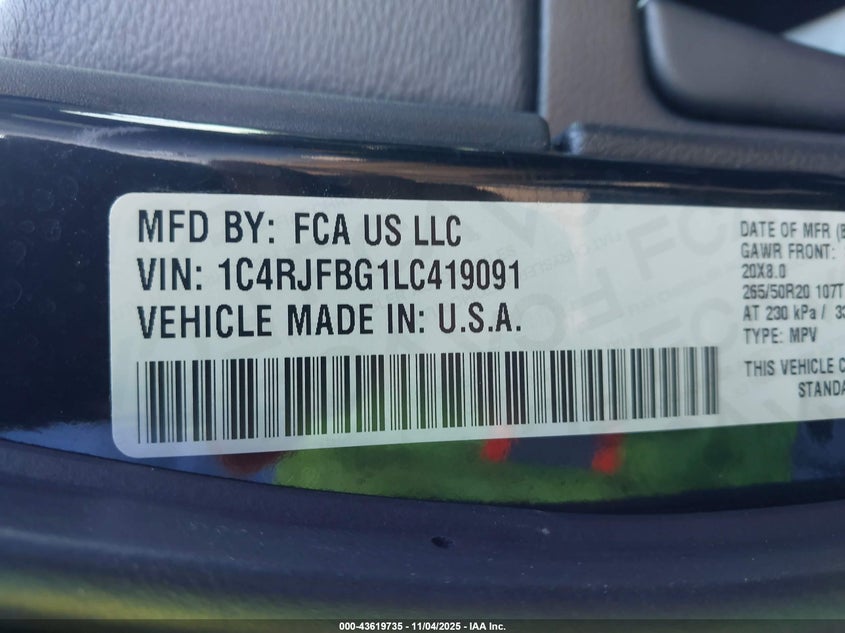 MFD BY: FCA US LLC
VIN: 1C4RJFBG1LC419091
VEHICLE MADE IN: U.S.A.
DATE OF MFR
GAWR FRONT:
20X8.0
265/50R20 107T
AT 230 kPa /
TYPE: MPV
THIS VEHICLE
000-43619735 - 11/04/2025 - IAA Inc.